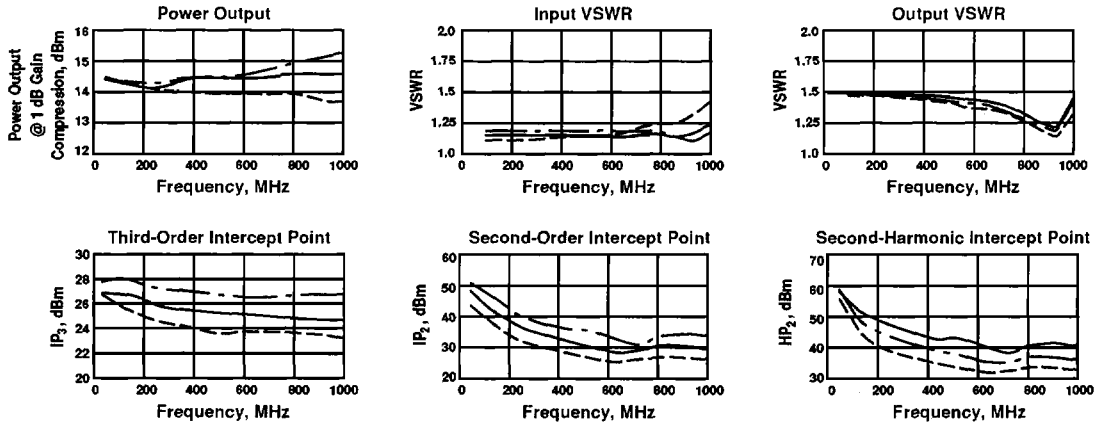 Power Output
Power Output
@ 1 dB Gain
Compression, dBm
16
15
14
13
12
0 200 400 600 800 1000
Frequency, MHz
Input VSWR
VSWR
2.0
1.75
1.5
1.25
1.0
0 200 400 600 800 1000
Frequency, MHz
Output VSWR
VSWR
2.0
1.75
1.5
1.25
1.0
0 200 400 600 800 1000
Frequency, MHz
Third-Order Intercept Point
IP3, dBm
30
28
26
24
22
20
0 200 400 600 800 1000
Frequency, MHz
Second-Order Intercept Point
IP2, dBm
60
50
40
30
20
0 200 400 600 800 1000
Frequency, MHz
Second-Harmonic Intercept Point
HP2, dBm
70
60
50
40
30
0 200 400 600 800 1000
Frequency, MHz